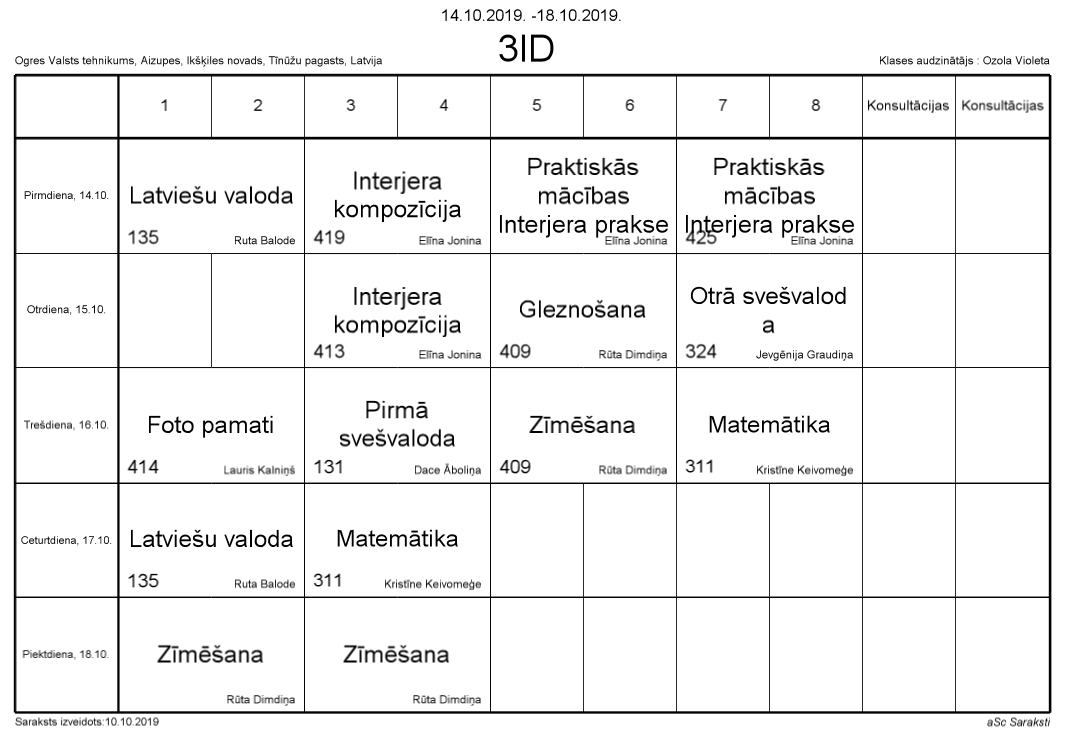 14.10.2019. -18.10.2019.
3ID
Ogres Valsts tehnikums, Aizupes, Ikšķiles novads, Tīnūžu pagasts, Latvija
Klases audzinātājs : Ozola Violeta
1 2 3 4 5 6 7 8 Konsultācijas Konsultācijas
Pirmdiena, 14.10.
Latviešu valoda
135 Ruta Balode
Interjera
kompozīcija
419 Elīna Jonina
Praktiskās
mācības
Interjera prakse
Elīna Jonina
Praktiskās
mācības
Interjera prakse
425 Elīna Jonina
Otrdiena, 15.10.
Interjera
kompozīcija
413 Elīna Jonina
Gleznošana
409 Rūta Dimdiņa
Otrā svešvalod
a
324 Jevgēnija Graudiņa
Trešdiena, 16.10.
Foto pamati
414 Lauris Kalniņš
Pirmā
svešvaloda
131 Dace Āboliņa
Zīmēšana
409 Rūta Dimdiņa
Matemātika
311 Kristīne Keivomeģe
Ceturtdiena, 17.10.
Latviešu valoda
135 Ruta Balode
Matemātika
311 Kristīne Keivomeģe
Piektdiena, 18.10.
Zīmēšana
Rūta Dimdiņa
Zīmēšana
Rūta Dimdiņa
Saraksts izveidots:10.10.2019
aSc Saraksti